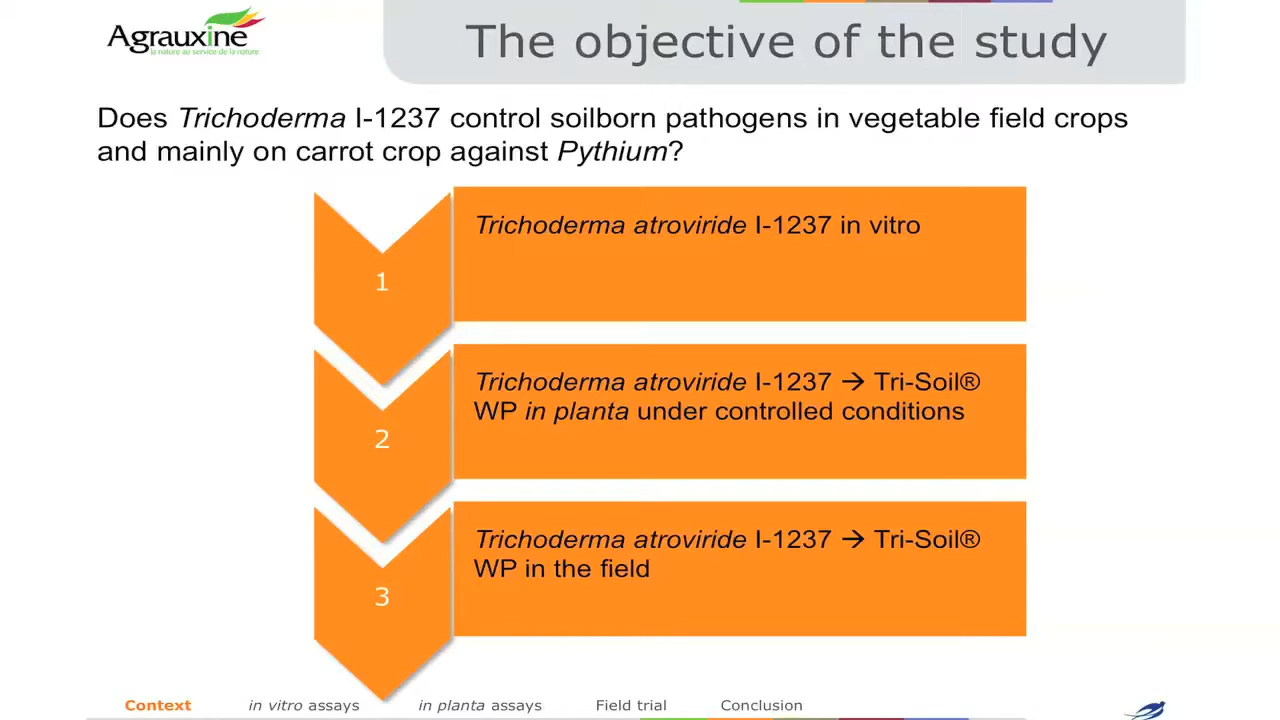 Agrauxine
la nature au service de la nature
The objective of the study
Does Trichoderma I-1237 control soilborn pathogens in vegetable field crops
and mainly on carrot crop against Pythium?
1
Trichoderma atroviride I-1237 in vitro
2
Trichoderma atroviride I-1237 → Tri-Soil®
WP in planta under controlled conditions
3
Trichoderma atroviride I-1237 → Tri-Soil®
WP in the field
Context in vitro assays in planta assays Field trial Conclusion